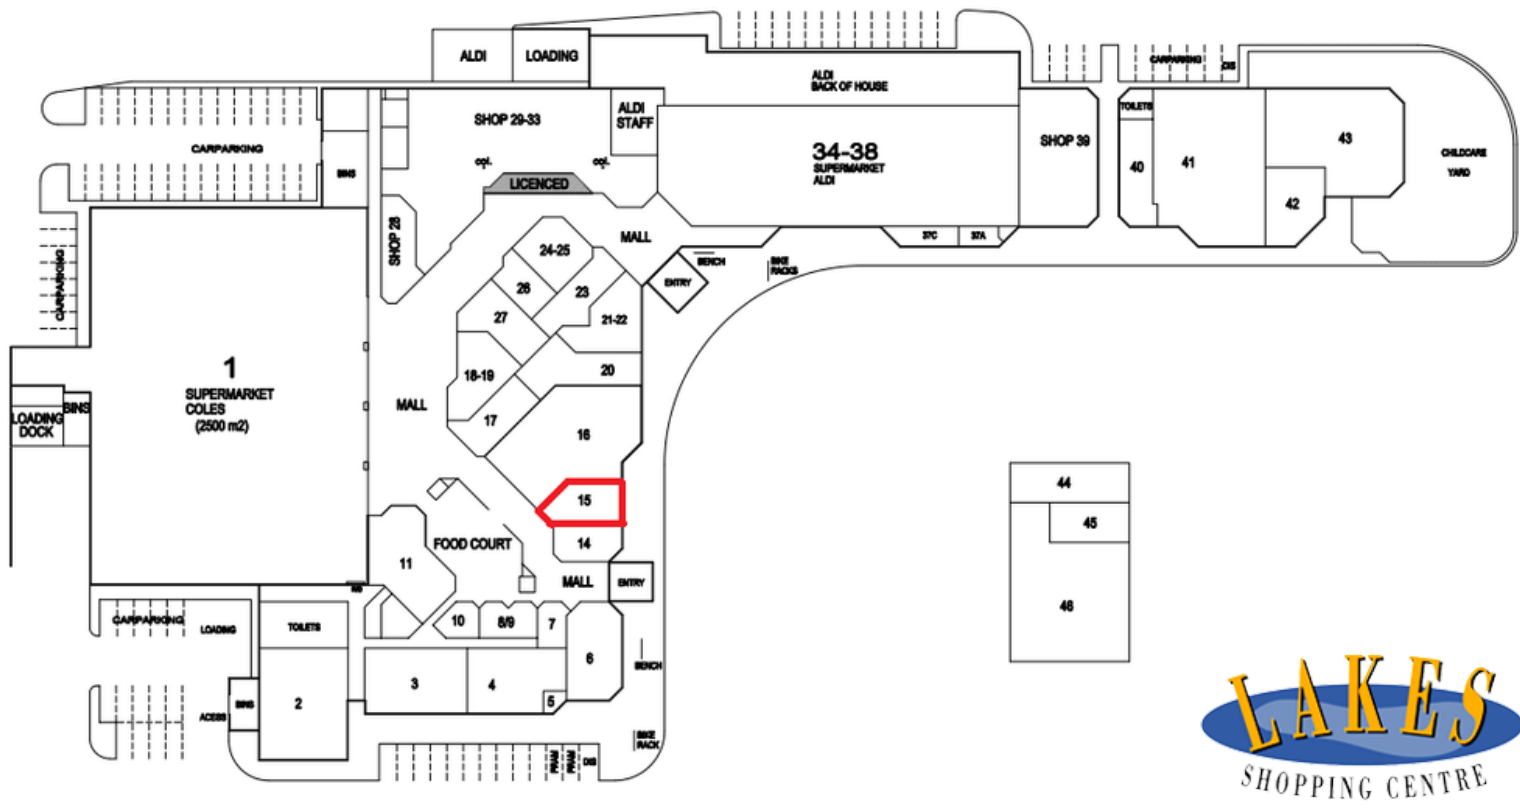 ALDI
LOADING
ALDI
BACK OF HOUSE
CARPARKING
DIS
SHOP 29-33
ALDI
STAFF
TOILETS
CARPARKING
BINS
col.
col.
34-38
SUPERMARKET
ALDI
SHOP 39
40
41
43
42
CHILDCARE
YARD
LICENCED
SHOP 28
MALL
37C
37A
24-25
BENCH
BIKE
RACKS
ENTRY
CARPARKING
26
23
27
21-22
1
SUPERMARKET
COLES
(2500 m2)
18-19
20
MALL
17
16
LOADING
DOCK
BINS
15
44
45
46
14
FOOD COURT
11
MALL
ENTRY
CARPARKING
LOADING
TOILETS
10
8/9
7
6
BENCH
3
4
5
2
BINS
ACESS
BIKE
RACK
PRAM
PRAM
DIS
LAKES
SHOPPING CENTRE